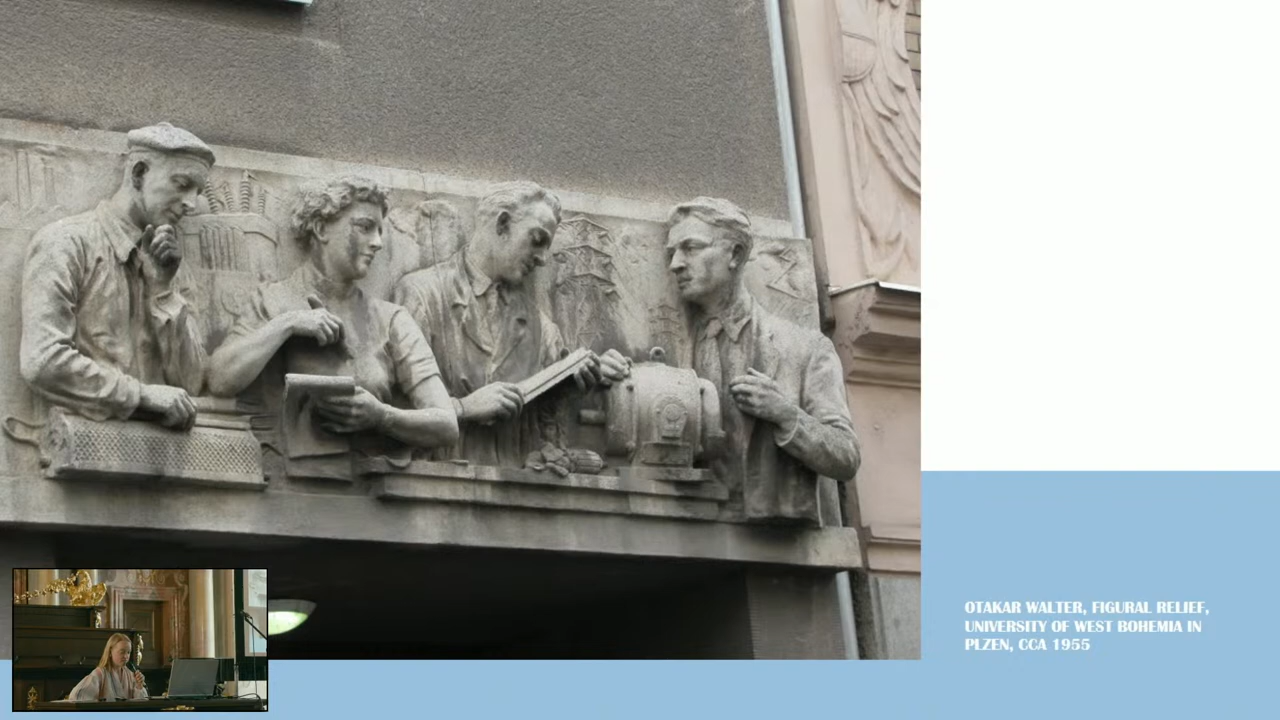 OTAKAR WALTER, FIGURAL RELIEF,
UNIVERSITY OF WEST BOHEMIA IN
PLZEN, CCA 1955